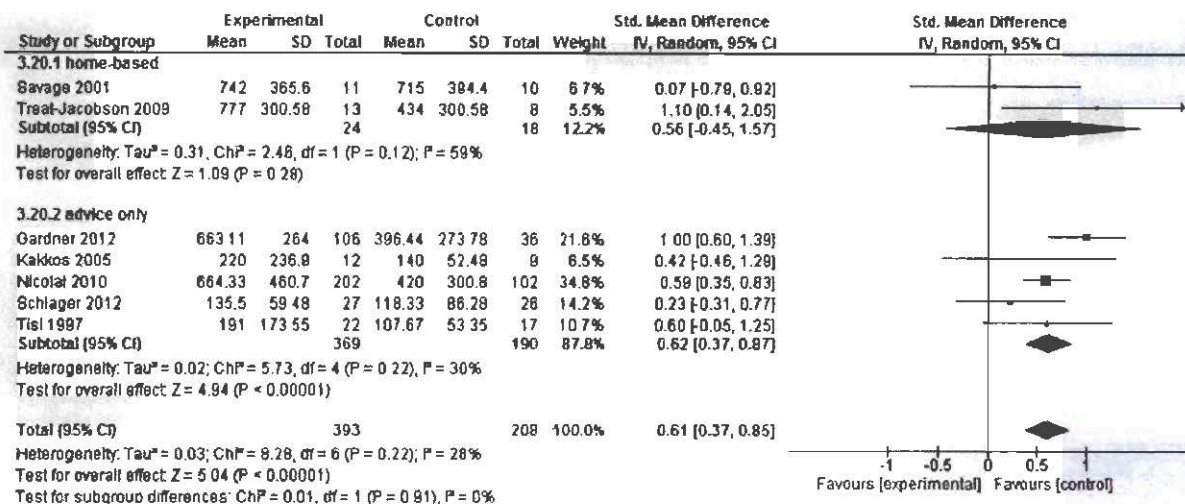 Experimental Control Std. Mean Difference Std. Mean Difference
Study or Subgroup Mean SD Total Mean SD Total Weight IV, Random, 95% CI IV, Random, 95% CI
3.20.1 home-based
Savage 2001 742 365.6 11 715 394.4 10 6.7% 0.07 [-0.79, 0.92]
Treat-Jacobson 2009 777 300.58 13 434 300.58 8 5.5% 1.10 [0.14, 2.05]
Subtotal (95% CI) 24 18 12.2% 0.56 [-0.45, 1.57]
Heterogeneity: Tau² = 0.31, Chi² = 2.48, df = 1 (P = 0.12); I² = 59%
Test for overall effect: Z = 1.09 (P = 0.28)
3.20.2 advice only
Gardner 2012 663.11 264 106 396.44 273.78 36 21.6% 1.00 [0.60, 1.39]
Kakkos 2005 220 236.9 12 140 52.48 9 6.5% 0.42 [-0.46, 1.29]
Nicolai 2010 664.33 460.7 202 420 300.8 102 34.8% 0.59 [0.35, 0.83]
Schlager 2012 135.5 59.48 27 118.33 86.28 26 14.2% 0.23 [-0.31, 0.77]
Tisl 1997 191 173.55 22 107.67 53.35 17 10.7% 0.60 [-0.05, 1.25]
Subtotal (95% CI) 369 190 87.8% 0.62 [0.37, 0.87]
Heterogeneity: Tau² = 0.02; Chi² = 5.73, df = 4 (P = 0.22), I² = 30%
Test for overall effect: Z = 4.94 (P < 0.00001)
Total (95% CI) 393 208 100.0% 0.61 [0.37, 0.85]
Heterogeneity: Tau² = 0.03; Chi² = 8.28, df = 6 (P = 0.22); I² = 28%
Test for overall effect: Z = 5.04 (P < 0.00001)
Test for subgroup differences: Chi² = 0.01, df = 1 (P = 0.91), I² = 0%
-1 -0.5 0 0.5 1
Favours [experimental] Favours [control]